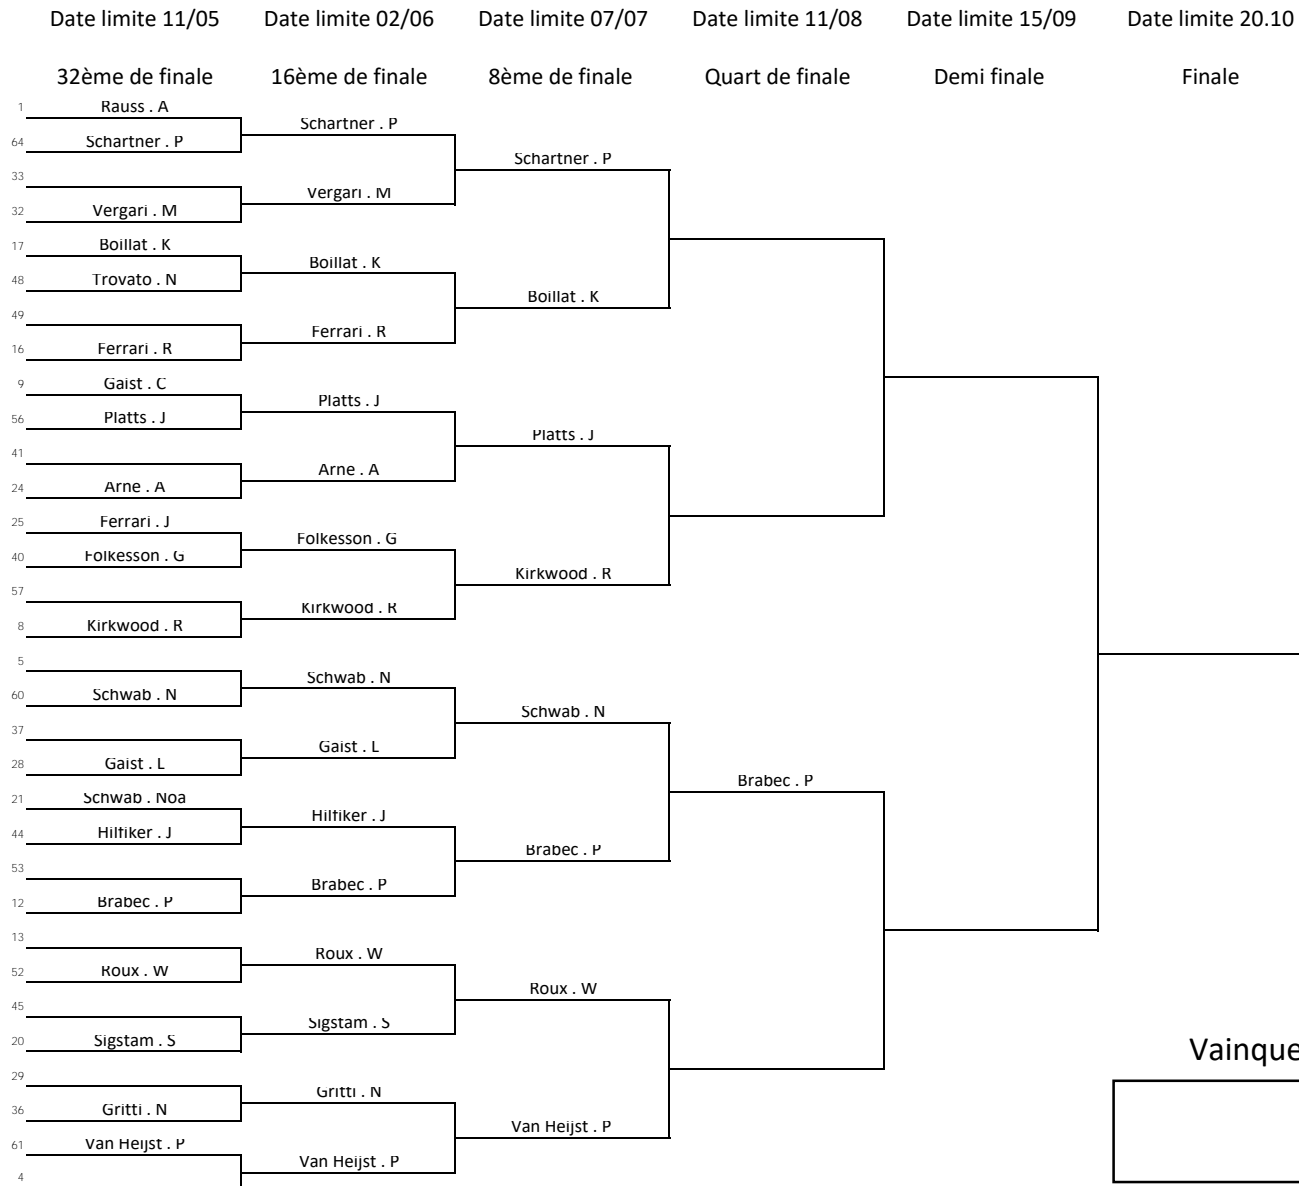 Date limite 11/05 Date limite 02/06 Date limite 07/07 Date limite 11/08 Date limite 15/09 Date limite 20.10
32ème de finale 16ème de finale 8ème de finale Quart de finale Demi finale Finale
1 Rauss . A
Schartner . P
64 Schartner . P
Schartner . P
33
Vergari . M
32 Vergari . M
17 Boillat . K
Boillat . K
48 Trovato . N
Boillat . K
49
Ferrari . R
16 Ferrari . R
9 Gaist . C
Platts . J
56 Platts . J
Platts . J
41
Arne . A
24 Arne . A
25 Ferrari . J
Folkesson . G
40 Folkesson . G
Kirkwood . R
57
Kirkwood . R
8 Kirkwood . R
5
Schwab . N
60 Schwab . N
Schwab . N
37
Gaist . L
28 Gaist . L
Brabec . P
21 Schwab . Noa
Hilfiker . J
44 Hilfiker . J
Brabec . P
53
Brabec . P
12 Brabec . P
13
Roux . W
52 Roux . W
Roux . W
45
Sigstam . S
20 Sigstam . S
Vainque
29
Gritti . N
36 Gritti . N
Van Heijst . P
61 Van Heijst . P
Van Heijst . P
4